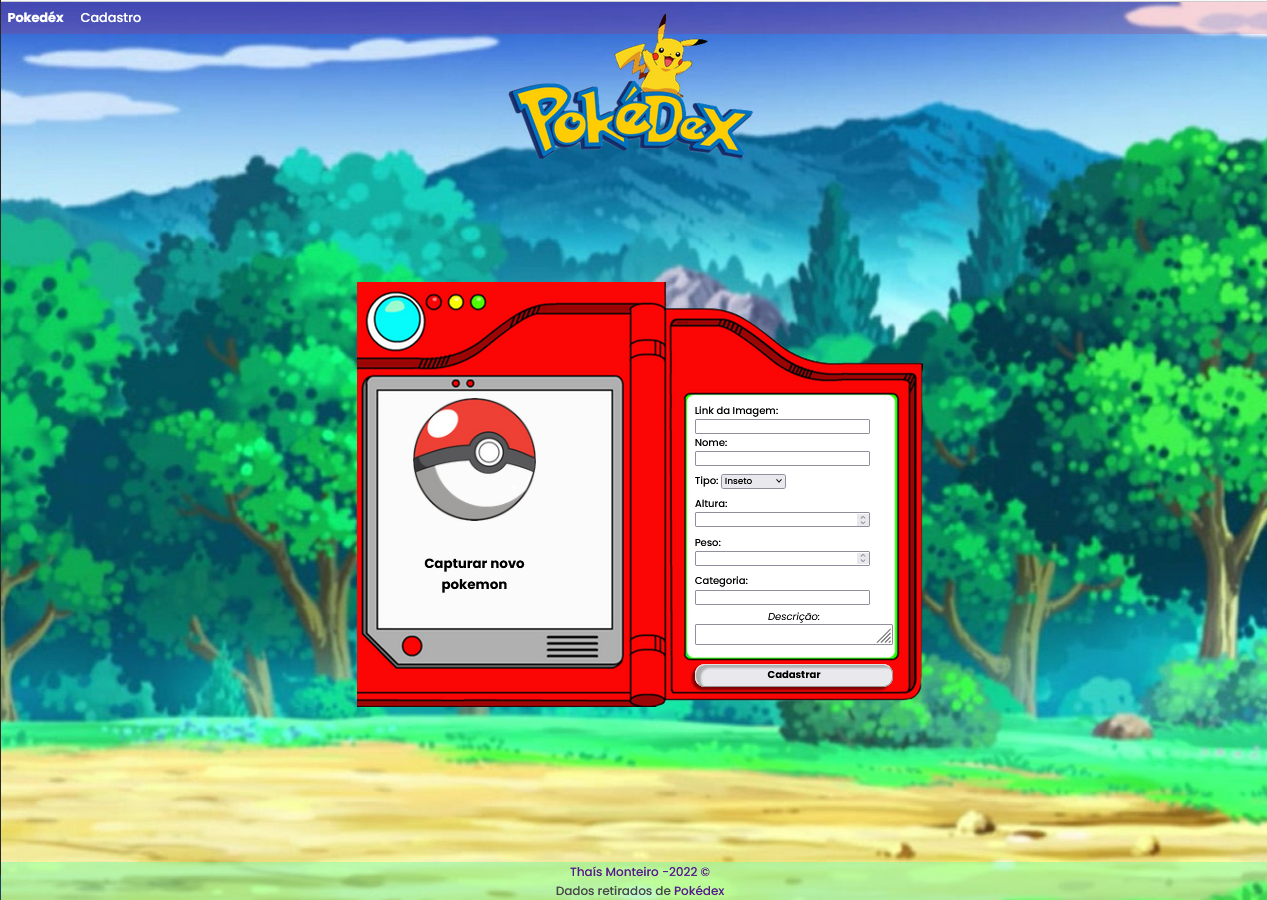 Pokedéx Cadastro
PokéDex
Link da Imagem:
Nome:
Tipo: Inseto
Altura:
Peso:
Categoria:
Descrição:
Cadastrar
Capturar novo
pokemon
Thaís Monteiro -2022 ©
Dados retirados de Pokédex